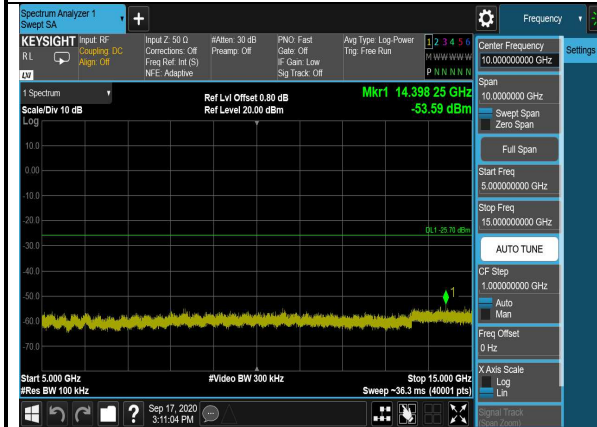 Spectrum Analyzer 1
Swept SA
+
Frequency
Settings
KEYSIGHT
RL
LV
Input: RF
Coupling: DC
Align: Off
Input Z: 50 Ω
Corrections: Off
Freq Ref: Int (S)
NFE: Adaptive
#Atten: 30 dB
Preamp: Off
PNO: Fast
Gate: Off
IF Gain: Low
Sig Track: Off
Avg Type: Log-Power
Trig: Free Run
1 2 3 4 5 6
M W W W W W
P N N N N N
1 Spectrum
Scale/Div 10 dB
Log
Ref Lvl Offset 0.80 dB
Ref Level 20.00 dBm
Mkr1 14.398 25 GHz
-53.59 dBm
10.0
0.00
-10.0
-20.0
-30.0
-40.0
-50.0
-60.0
-70.0
DL1 -25.70 dBm
1
Start 5.000 GHz
#Res BW 100 kHz
#Video BW 300 kHz
Stop 15.000 GHz
Sweep ~36.3 ms (40001 pts)
Sep 17, 2020
3:11:04 PM
?
Center Frequency
10.000000000 GHz
Span
10.0000000 GHz
Swept Span
Zero Span
Full Span
Start Freq
5.000000000 GHz
Stop Freq
15.000000000 GHz
AUTO TUNE
CF Step
1.000000000 GHz
Auto
Man
Freq Offset
0 Hz
X Axis Scale
Log
Lin
Signal Track
(Span Zoom)